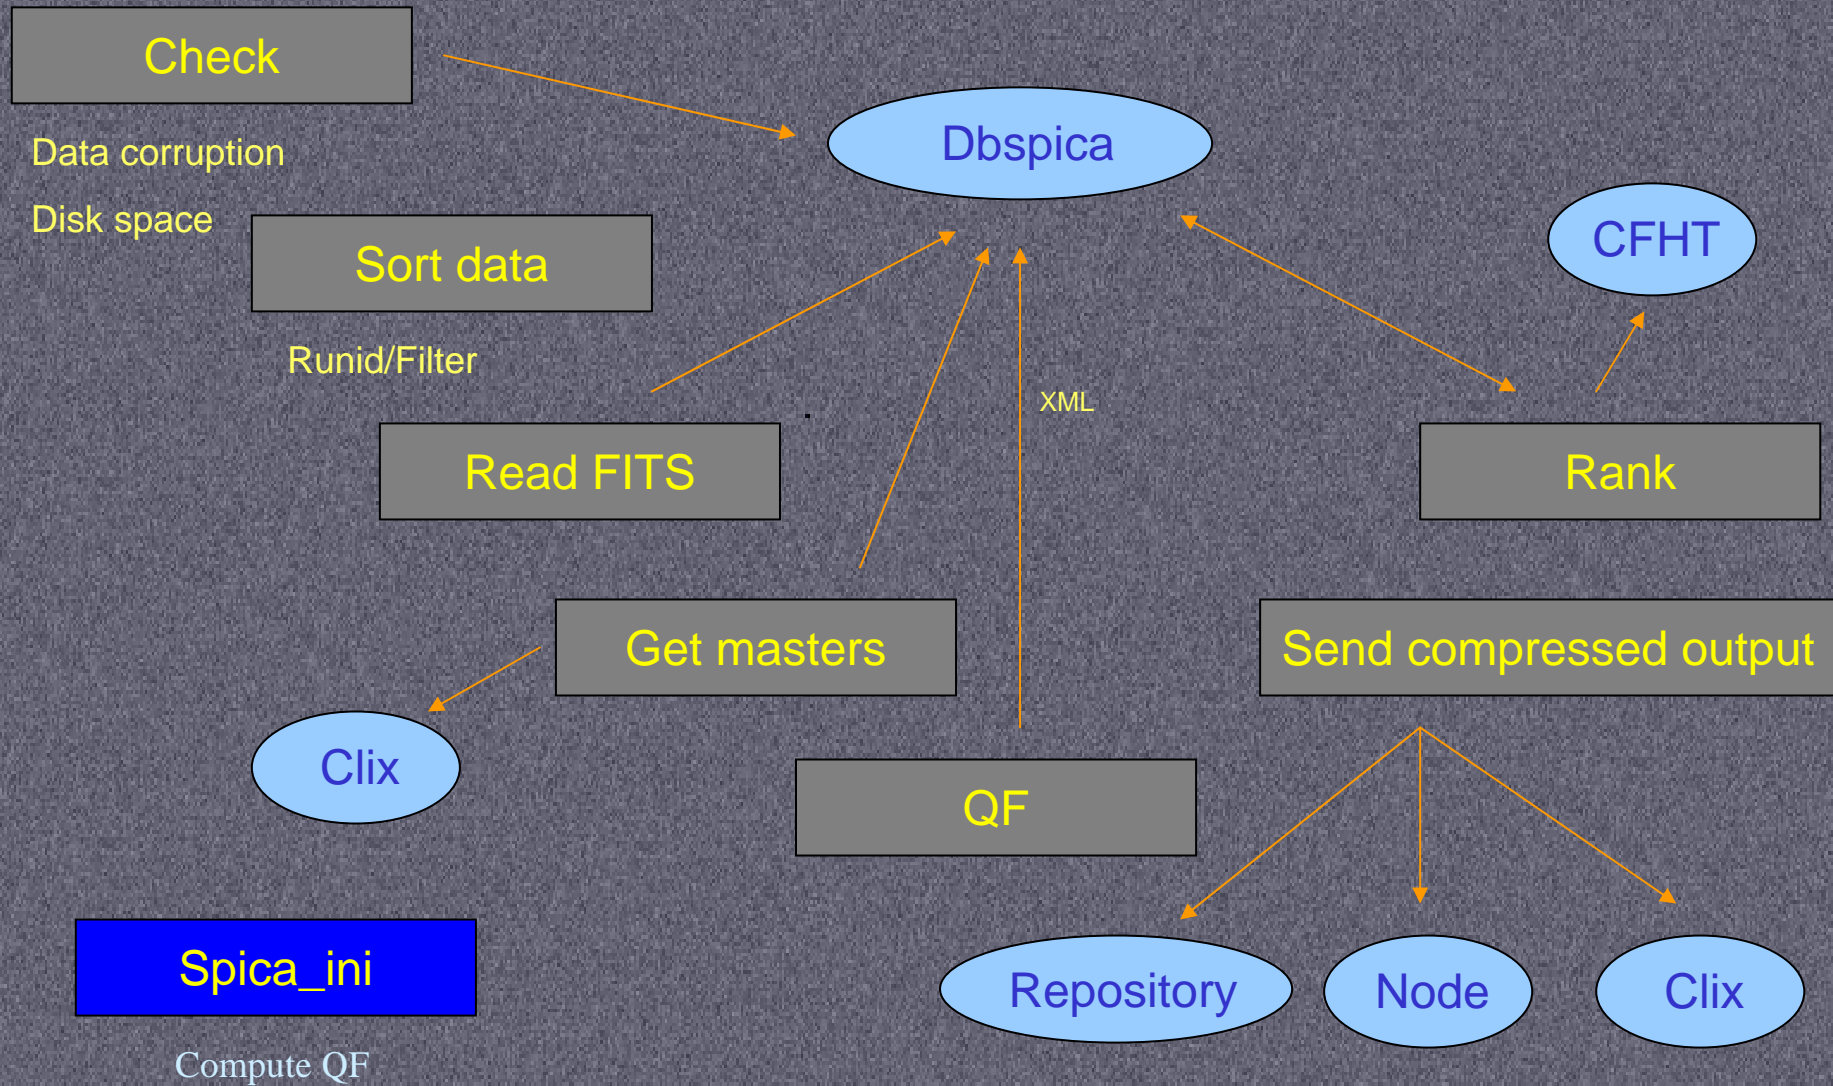 Check
Data corruption
Disk space
Dbspica
CFHT
Sort data
Runid/Filter
XML
Read FITS
Rank
Get masters
Send compressed output
Clix
QF
Spica_ini
Repository
Node
Clix
Compute QF